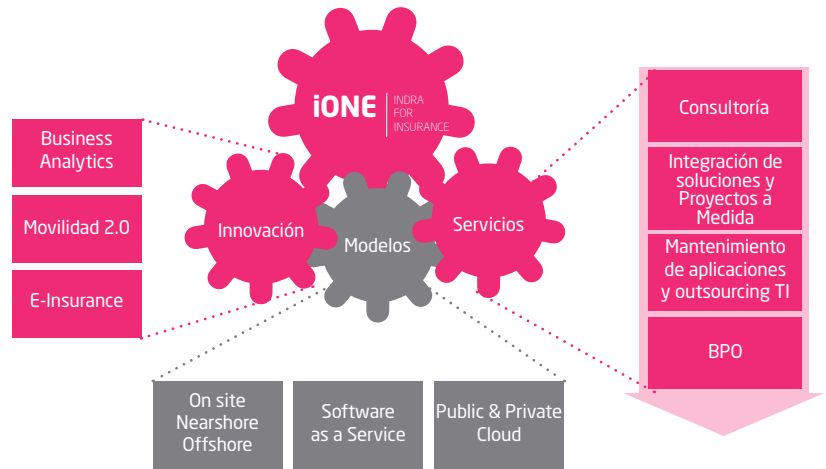 iONE
INDRA
FOR
INSURANCE
Business
Analytics
Movilidad 2.0
E-Insurance
Innovación
Modelos
Servicios
Consultoría
Integración de
soluciones y
Proyectos a
Medida
Mantenimiento
de aplicaciones
y outsourcing TI
BPO
On site
Nearshore
Offshore
Software
as a Service
Public & Private
Cloud